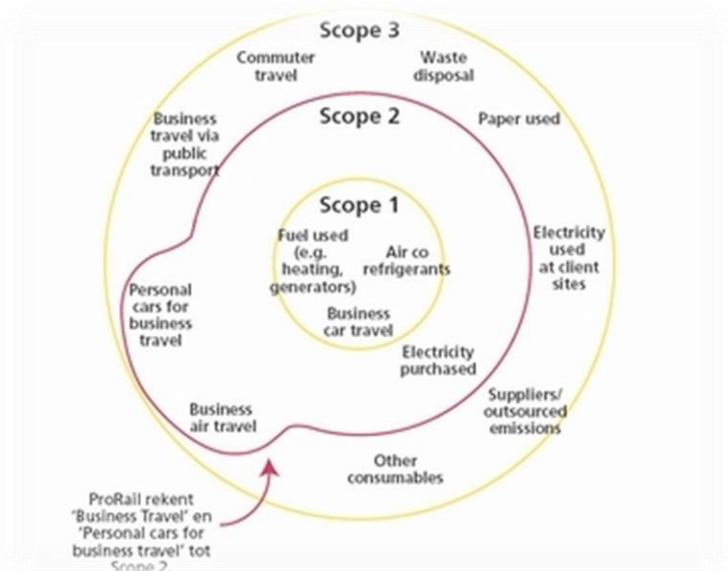 Scope 3
Commuter
travel
Waste
disposal
Business
travel via
public
transport
Scope 2
Paper used
Scope 1
Fuel used
(e.g.
heating,
generators)
Air co
refrigerants
Business
car travel
Electricity
used
at client
sites
Personal
cars for
business
travel
Electricity
purchased
Business
air travel
Suppliers/
outsourced
emissions
Other
consumables
ProRail rekent
'Business Travel' en
'Personal cars for
business travel' tot
Scope 2